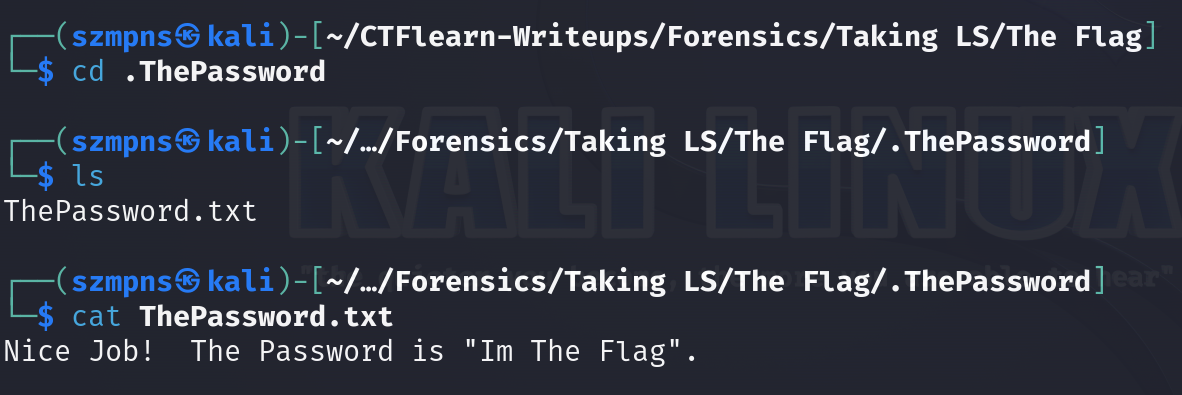 ┌──(szmpns㉿kali)-[~/CTFlearn-Writeups/Forensics/Taking LS/The Flag]
└─$ cd .ThePassword
┌──(szmpns㉿kali)-[~/…/Forensics/Taking LS/The Flag/.ThePassword]
└─$ ls
ThePassword.txt
KALI LINUX
┌──(szmpns㉿kali)-[~/…/Forensics/Taking LS/The Flag/.ThePassword]
└─$ cat ThePassword.txt
Nice Job!  The Password is "Im The Flag".